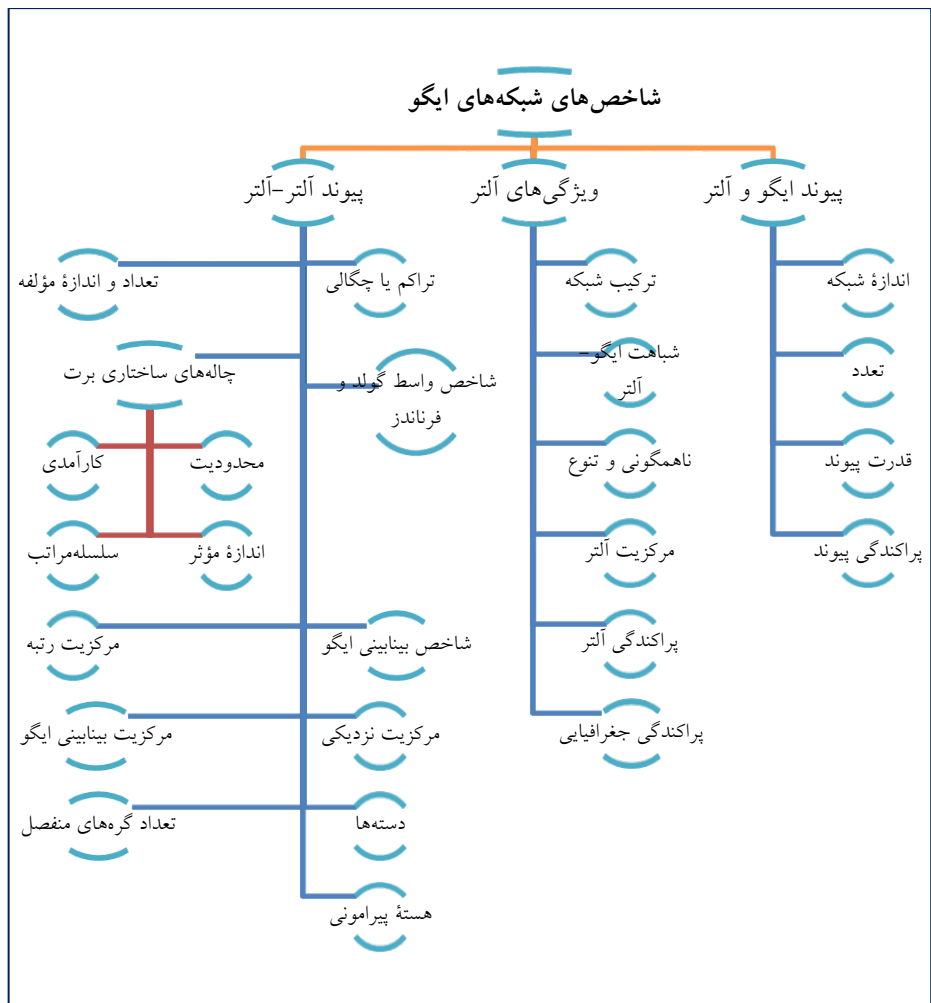 شاخص‌های شبکه‌های ایگو
پیوند ایگو و آلتر
اندازهٔ شبکه
تعدد
قدرت پیوند
پراکندگی پیوند
ویژگی‌های آلتر
ترکیب شبکه
شباهت ایگو–
آلتر
ناهمگونی و تنوع
مرکزیت آلتر
پراکندگی آلتر
پراکندگی جغرافیایی
پیوند آلتر–آلتر
تراکم یا چگالی
تعداد و اندازهٔ مؤلفه
شاخص واسط گولد و
فرناندز
چاله‌های ساختاری برت
محدودیت
کارآمدی
اندازهٔ مؤثر
سلسله‌مراتب
شاخص بینابینی ایگو
مرکزیت رتبه
مرکزیت نزدیکی
مرکزیت بینابینی ایگو
دسته‌ها
تعداد گره‌های منفصل
هستهٔ پیرامونی